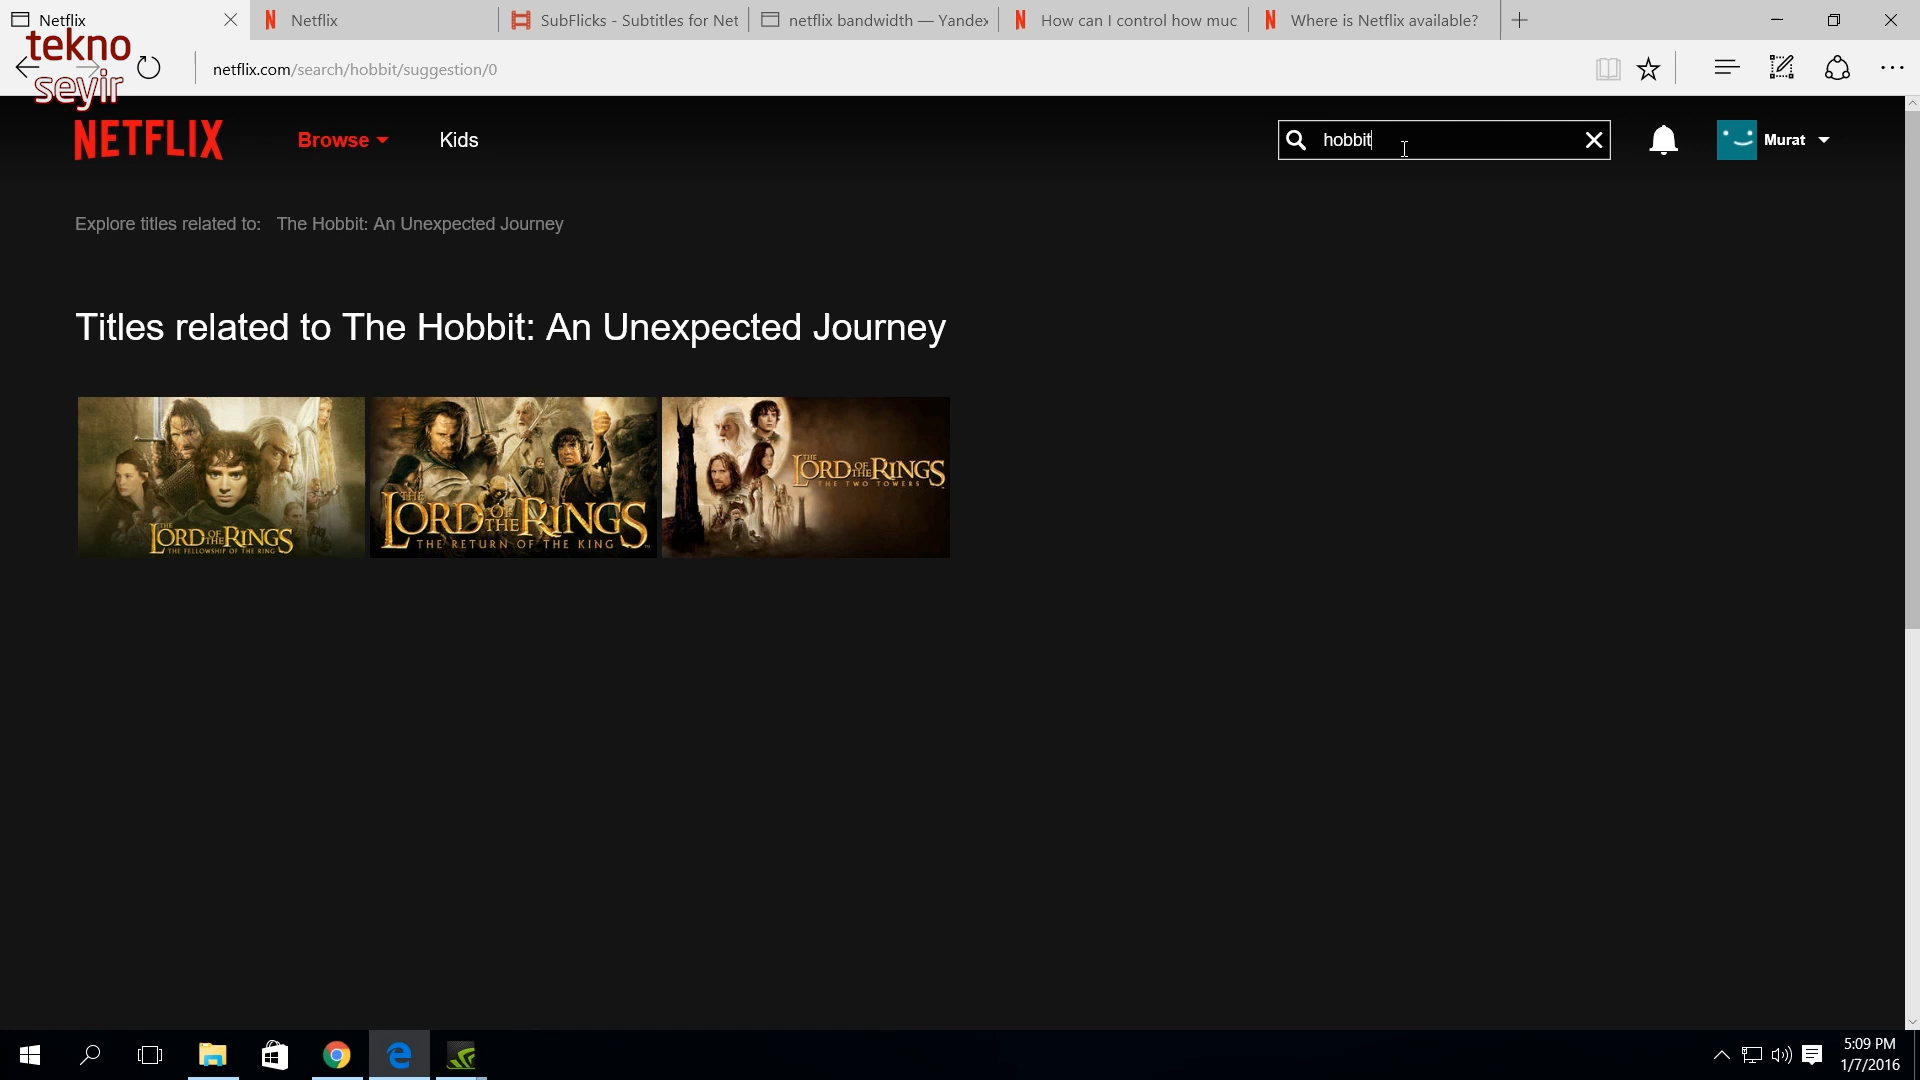 Netflix
Netflix
SubFlicks - Subtitles for Net
netflix bandwidth — Yandex
How can I control how muc
Where is Netflix available?
tekno
seyir
netflix.com/search/hobbit/suggestion/0
NETFLIX
Browse
Kids
hobbit
Murat
Explore titles related to: The Hobbit: An Unexpected Journey
Titles related to The Hobbit: An Unexpected Journey
THE LORD OF THE RINGS
THE FELLOWSHIP OF THE RING
THE LORD OF THE RINGS
THE RETURN OF THE KING
THE LORD OF THE RINGS
THE TWO TOWERS
5:09 PM
1/7/2016